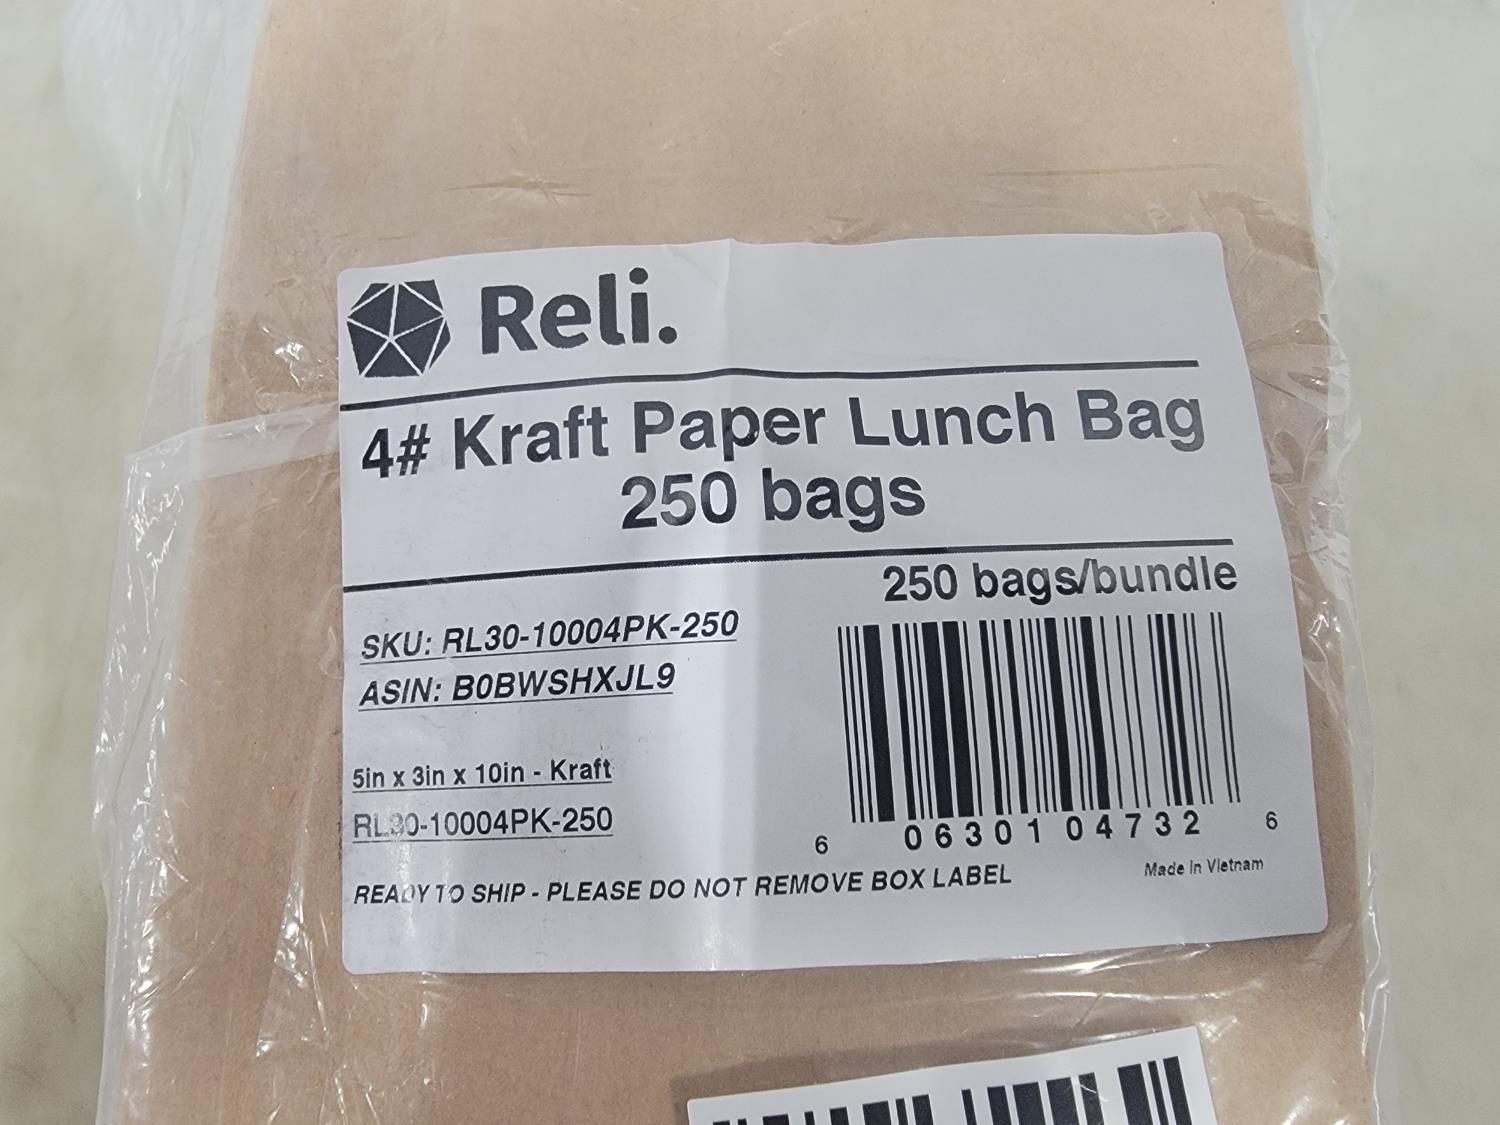 Reli.
4# Kraft Paper Lunch Bag
250 bags
250 bags/bundle
SKU: RL30-10004PK-250
ASIN: B0BWSHXJL9
5in x 3in x 10in - Kraft
RL30-10004PK-250
6 06301 04732 6
READY TO SHIP - PLEASE DO NOT REMOVE BOX LABEL
Made in Vietnam